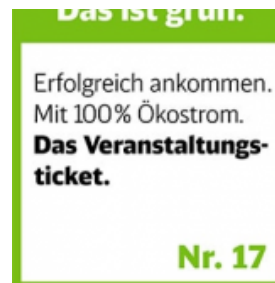 Das ist grün.
Erfolgreich ankommen.
Mit 100% Ökostrom.
Das Veranstaltungs-
ticket.
Nr. 17